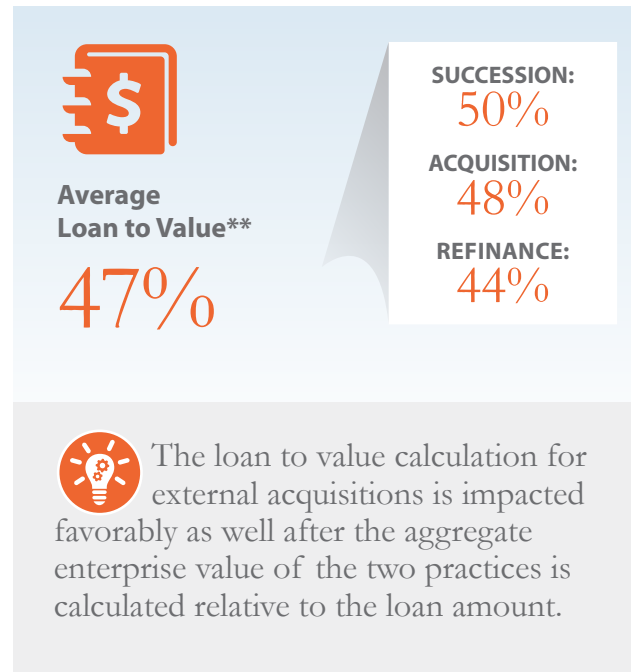 $
Average
Loan to Value**
47%
SUCCESSION:
50%
ACQUISITION:
48%
REFINANCE:
44%
The loan to value calculation for
external acquisitions is impacted
favorably as well after the aggregate
enterprise value of the two practices is
calculated relative to the loan amount.